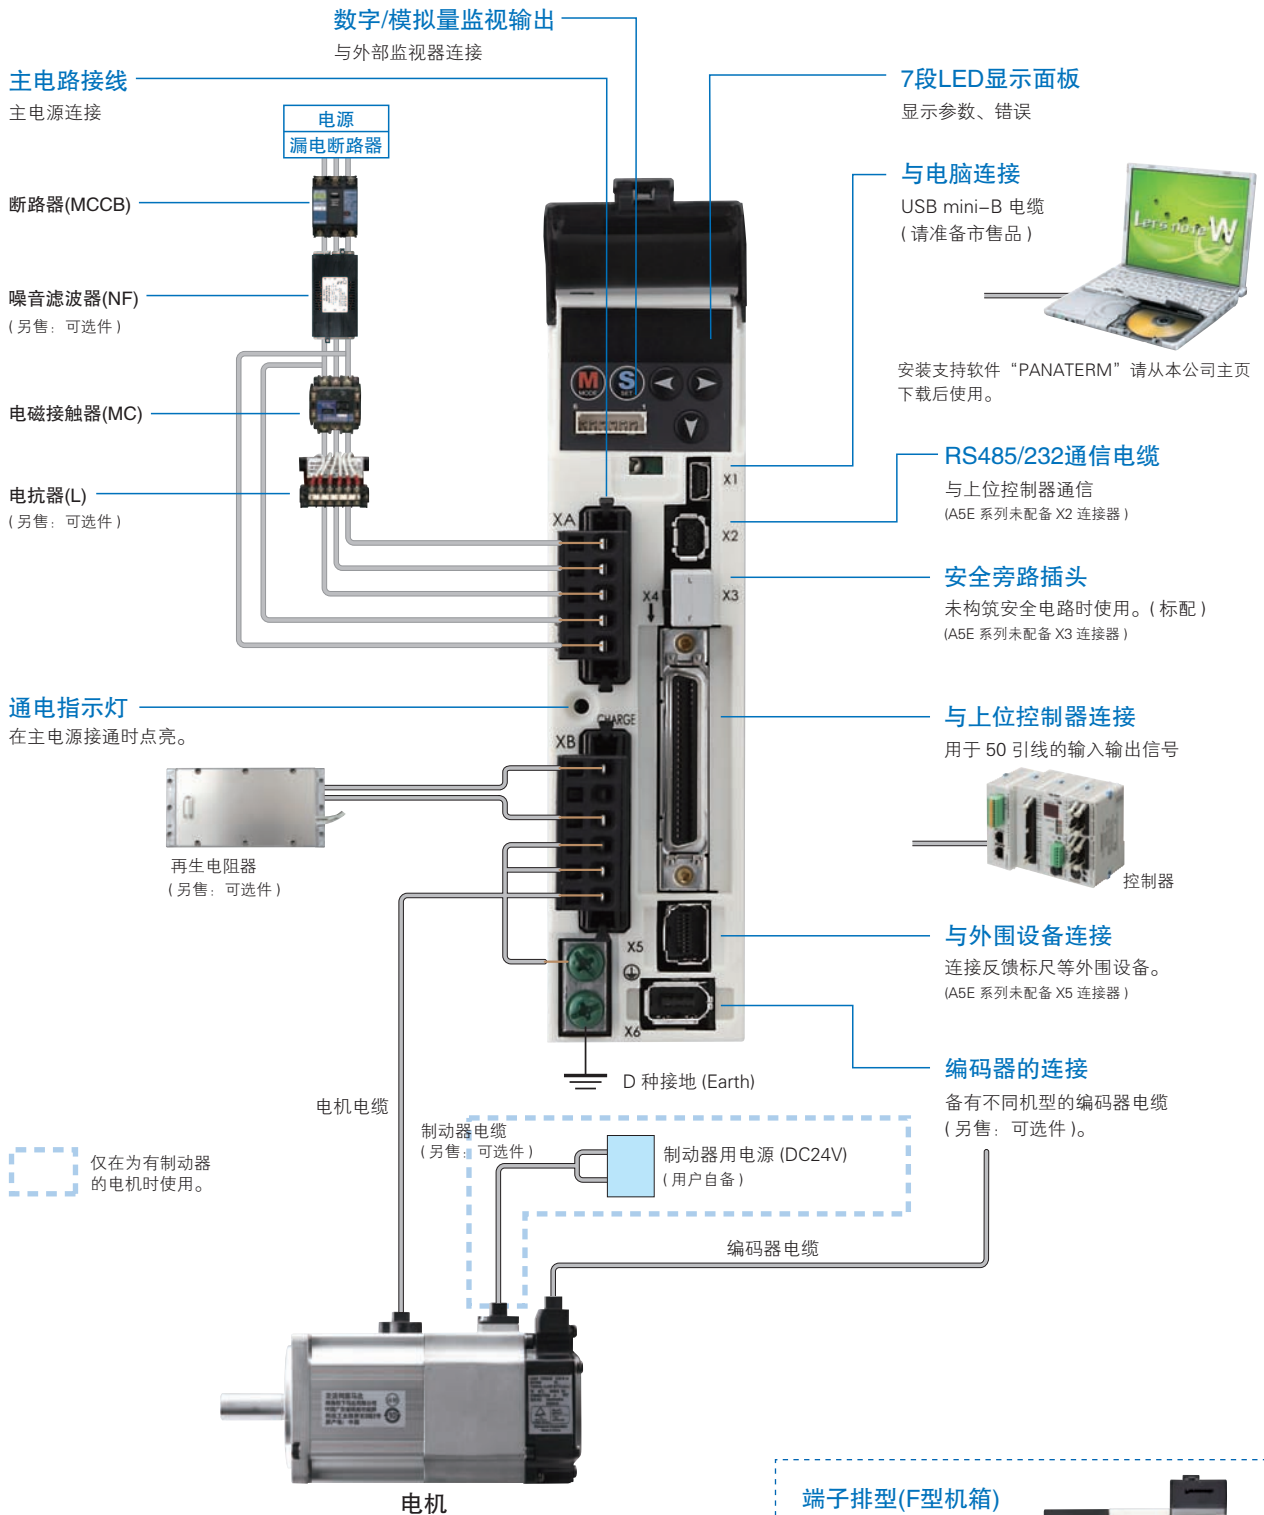 数字/模拟量监视输出
与外部监视器连接
主电路接线
主电源连接
电源
漏电断路器
断路器(MCCB)
噪音滤波器(NF)
(另售：可选件)
电磁接触器(MC)
电抗器(L)
(另售：可选件)
7段LED显示面板
显示参数、错误
与电脑连接
USB mini-B 电缆
(请准备市售品)
Let's note W
安装支持软件“PANATERM”请从本公司主页
下载后使用。
M
MODE
S
SET
6
X1
RS485/232通信电缆
与上位控制器通信
(A5E 系列未配备 X2 连接器)
XA
X2
安全旁路插头
未构筑安全电路时使用。(标配)
(A5E 系列未配备 X3 连接器)
X4
X3
通电指示灯
在主电源接通时点亮。
CHARGE
XB
与上位控制器连接
用于 50 引线的输入输出信号
控制器
再生电阻器
(另售：可选件)
X5
与外围设备连接
连接反馈标尺等外围设备。
(A5E 系列未配备 X5 连接器)
X6
D 种接地 (Earth)
编码器的连接
备有不同机型的编码器电缆
(另售：可选件)。
电机电缆
制动器电缆
(另售：可选件)
制动器用电源 (DC24V)
(用户自备)
仅在为有制动器
的电机时使用。
编码器电缆
电机
端子排型(F型机箱)